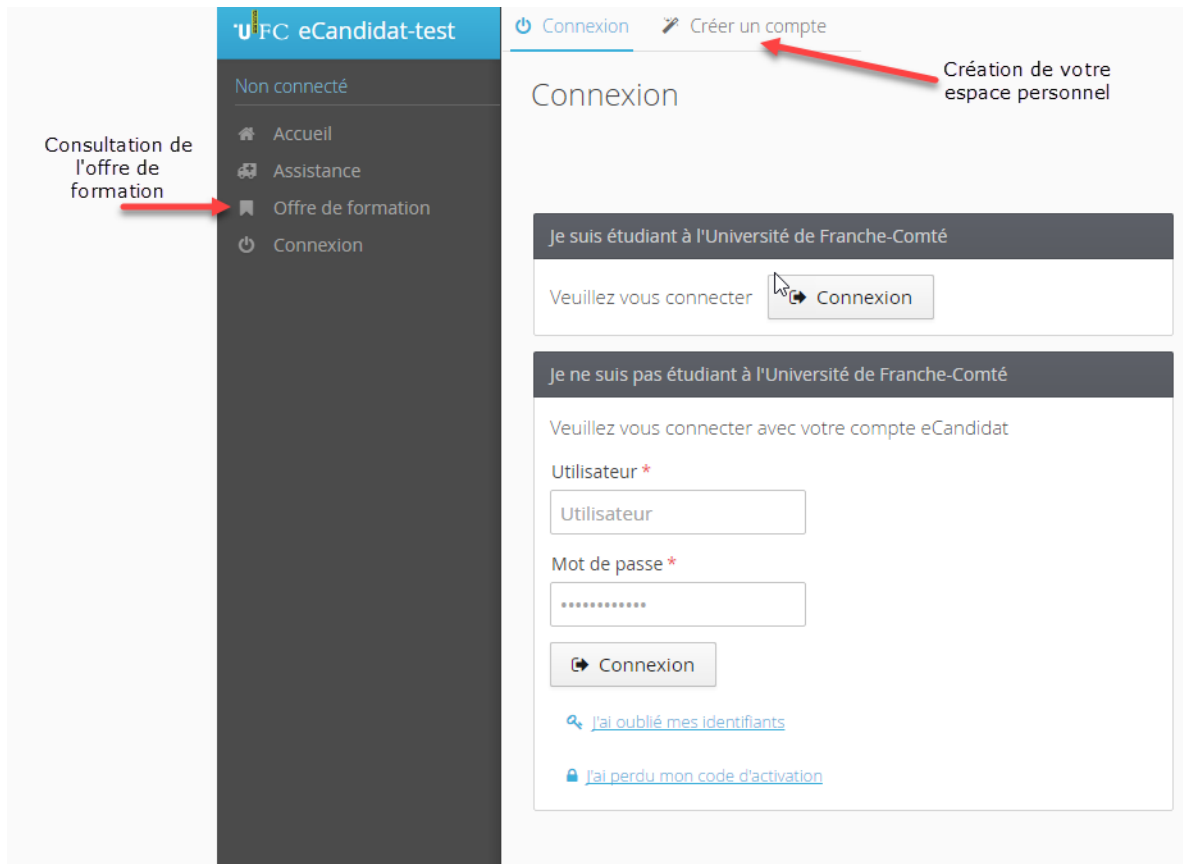 UFC eCandidat-test
Connexion
Créer un compte
Non connecté
Création de votre
espace personnel
Connexion
Accueil
Consultation de
l'offre de
formation
Assistance
Offre de formation
Connexion
Je suis étudiant à l'Université de Franche-Comté
Veuillez vous connecter
Connexion
Je ne suis pas étudiant à l'Université de Franche-Comté
Veuillez vous connecter avec votre compte eCandidat
Utilisateur *
Utilisateur
Mot de passe *
••••••••••••
Connexion
J'ai oublié mes identifiants
J'ai perdu mon code d'activation